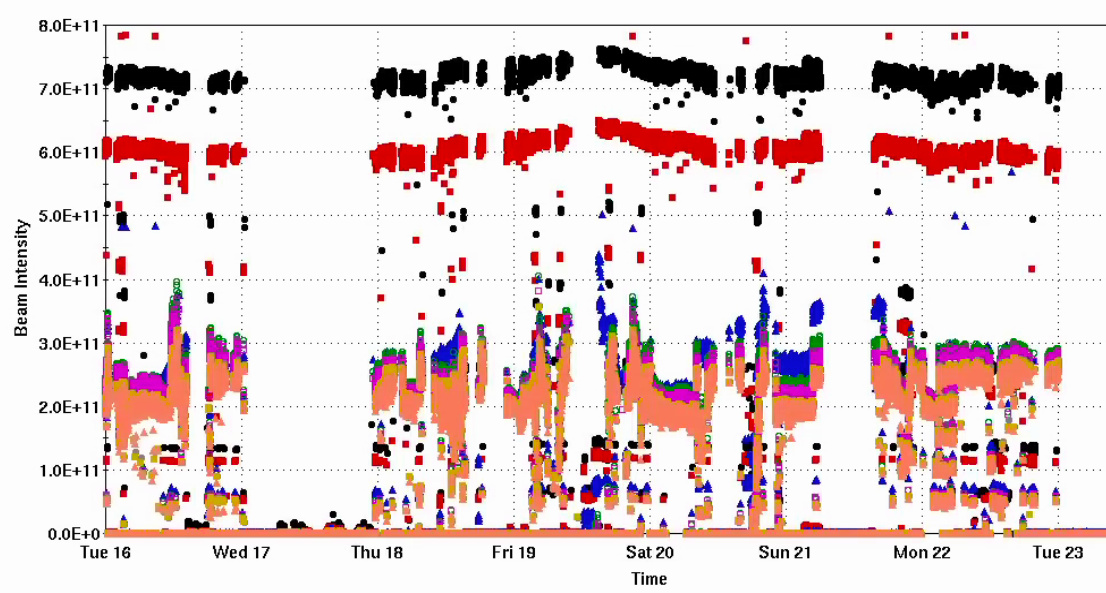 8.0E+11
7.0E+11
6.0E+11
5.0E+11
4.0E+11
3.0E+11
2.0E+11
1.0E+11
0.0E+0
Beam Intensity
Tue 16 Wed 17 Thu 18 Fri 19 Sat 20 Sun 21 Mon 22 Tue 23
Time